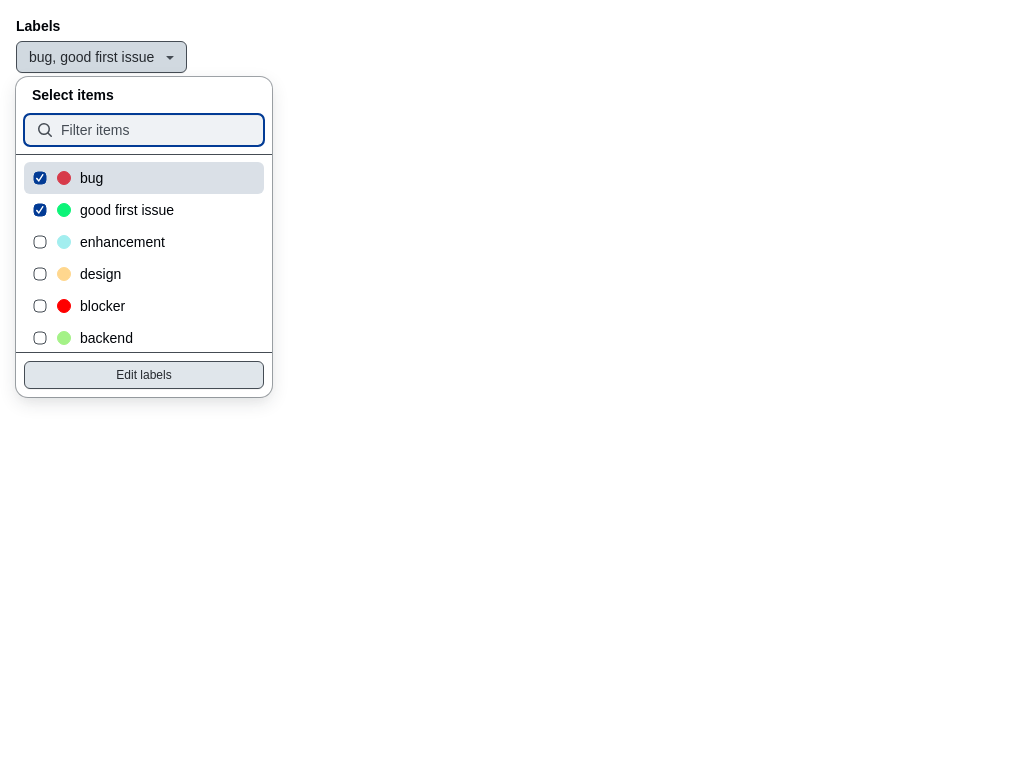 Labels
bug, good first issue
Select items
Filter items
bug
good first issue
enhancement
design
blocker
backend
Edit labels